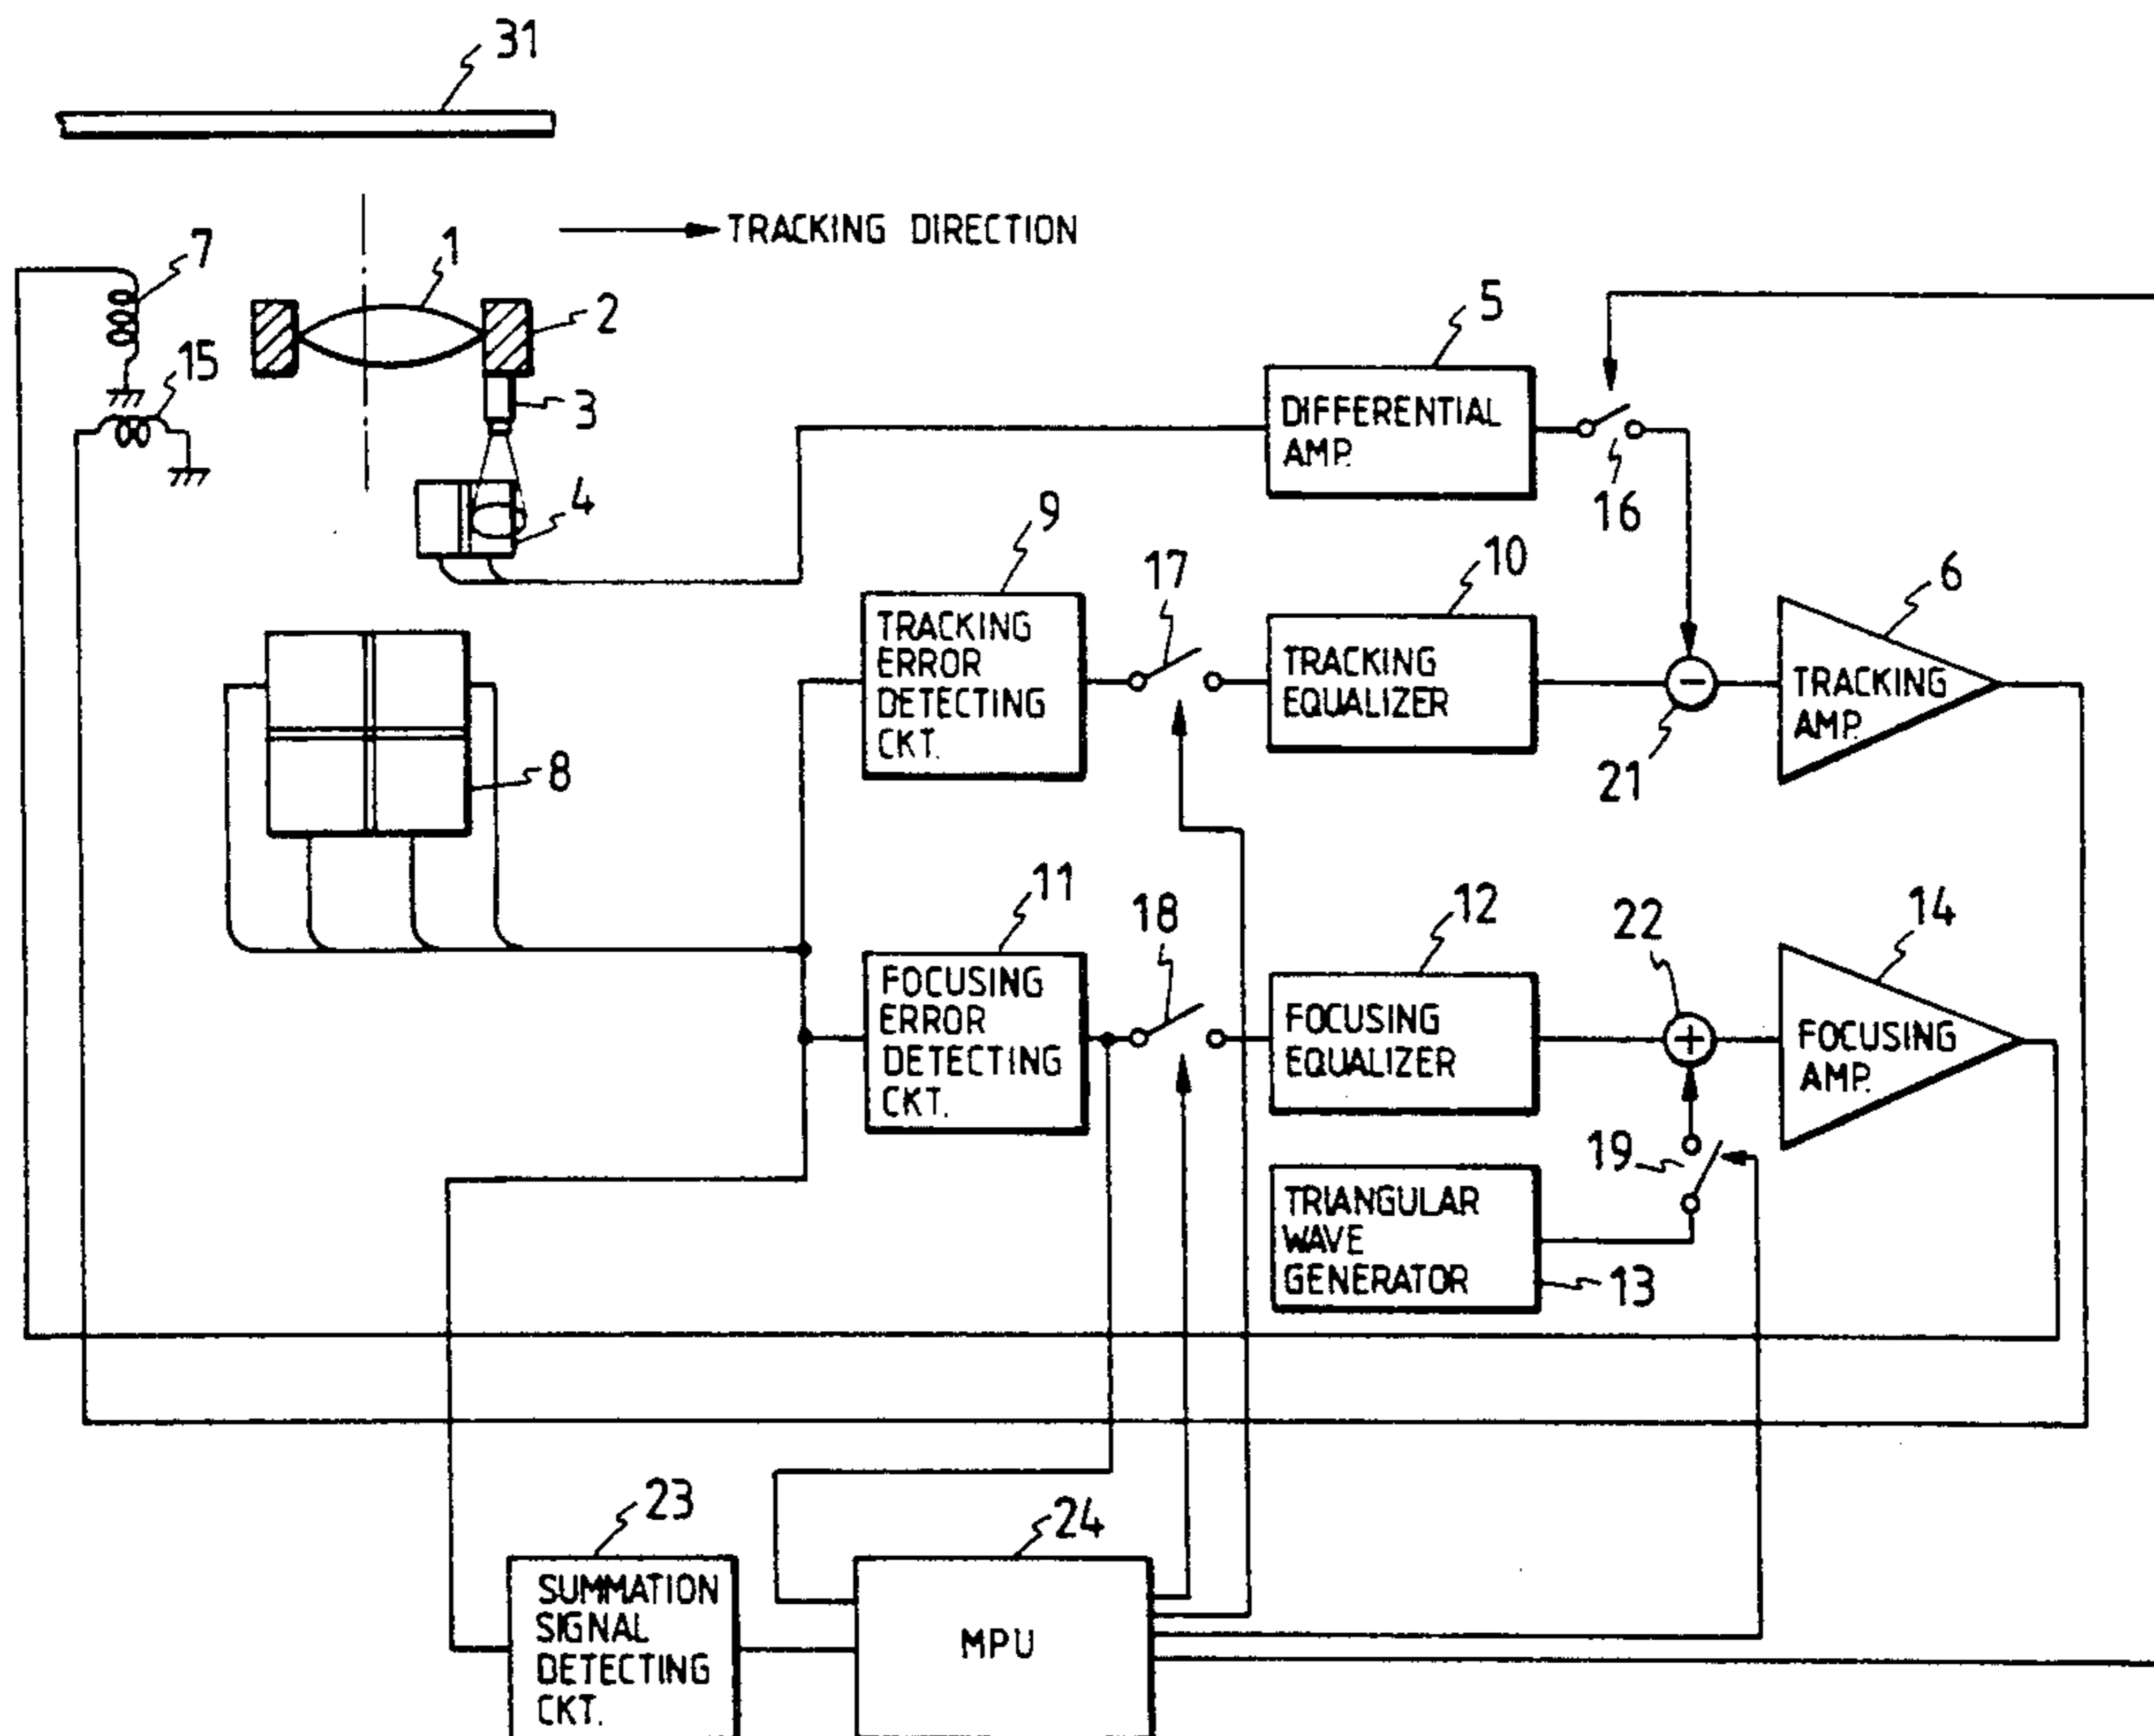 31
TRACKING DIRECTION
7
1
2
15
3
4
5
DIFFERENTIAL
AMP.
16
9
TRACKING
ERROR
DETECTING
CKT.
17
10
TRACKING
EQUALIZER
21
6
TRACKING
AMP.
8
11
FOCUSING
ERROR
DETECTING
CKT.
18
12
FOCUSING
EQUALIZER
22
14
FOCUSING
AMP.
19
TRIANGULAR
WAVE
GENERATOR
13
23
SUMMATION
SIGNAL
DETECTING
CKT.
24
MPU